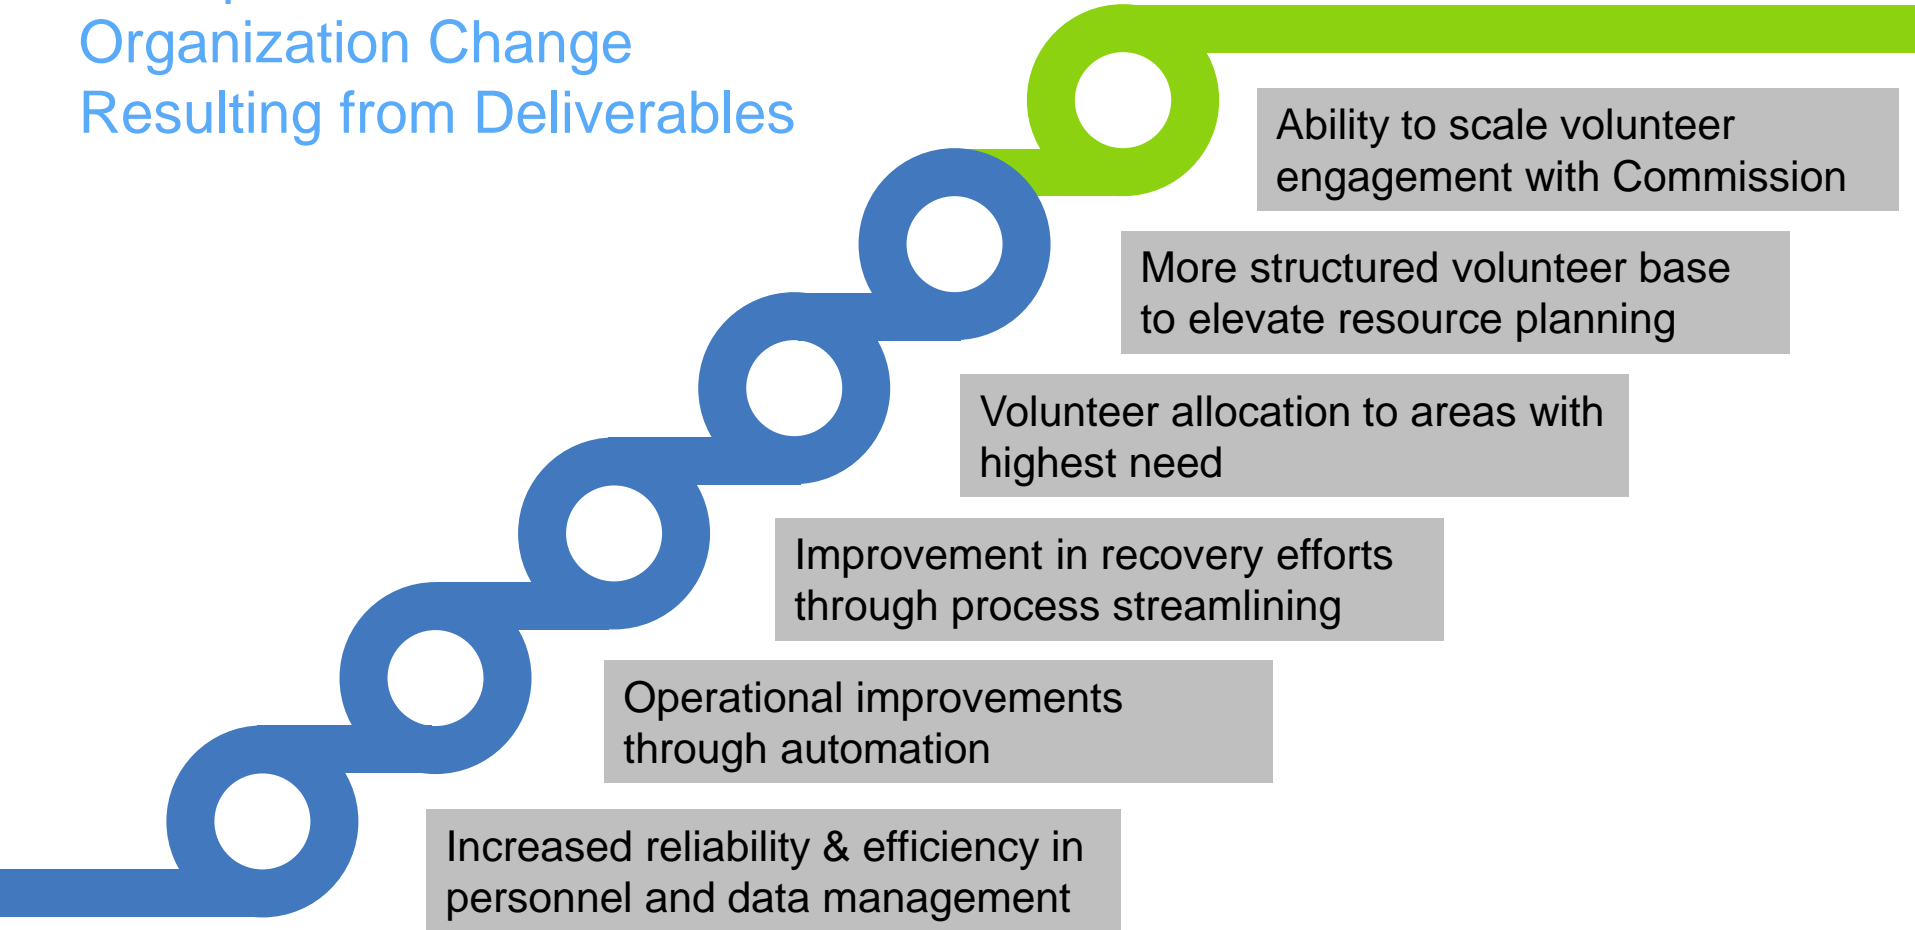 Organization Change
Resulting from Deliverables
Ability to scale volunteer
engagement with Commission
More structured volunteer base
to elevate resource planning
Volunteer allocation to areas with
highest need
Improvement in recovery efforts
through process streamlining
Operational improvements
through automation
Increased reliability & efficiency in
personnel and data management